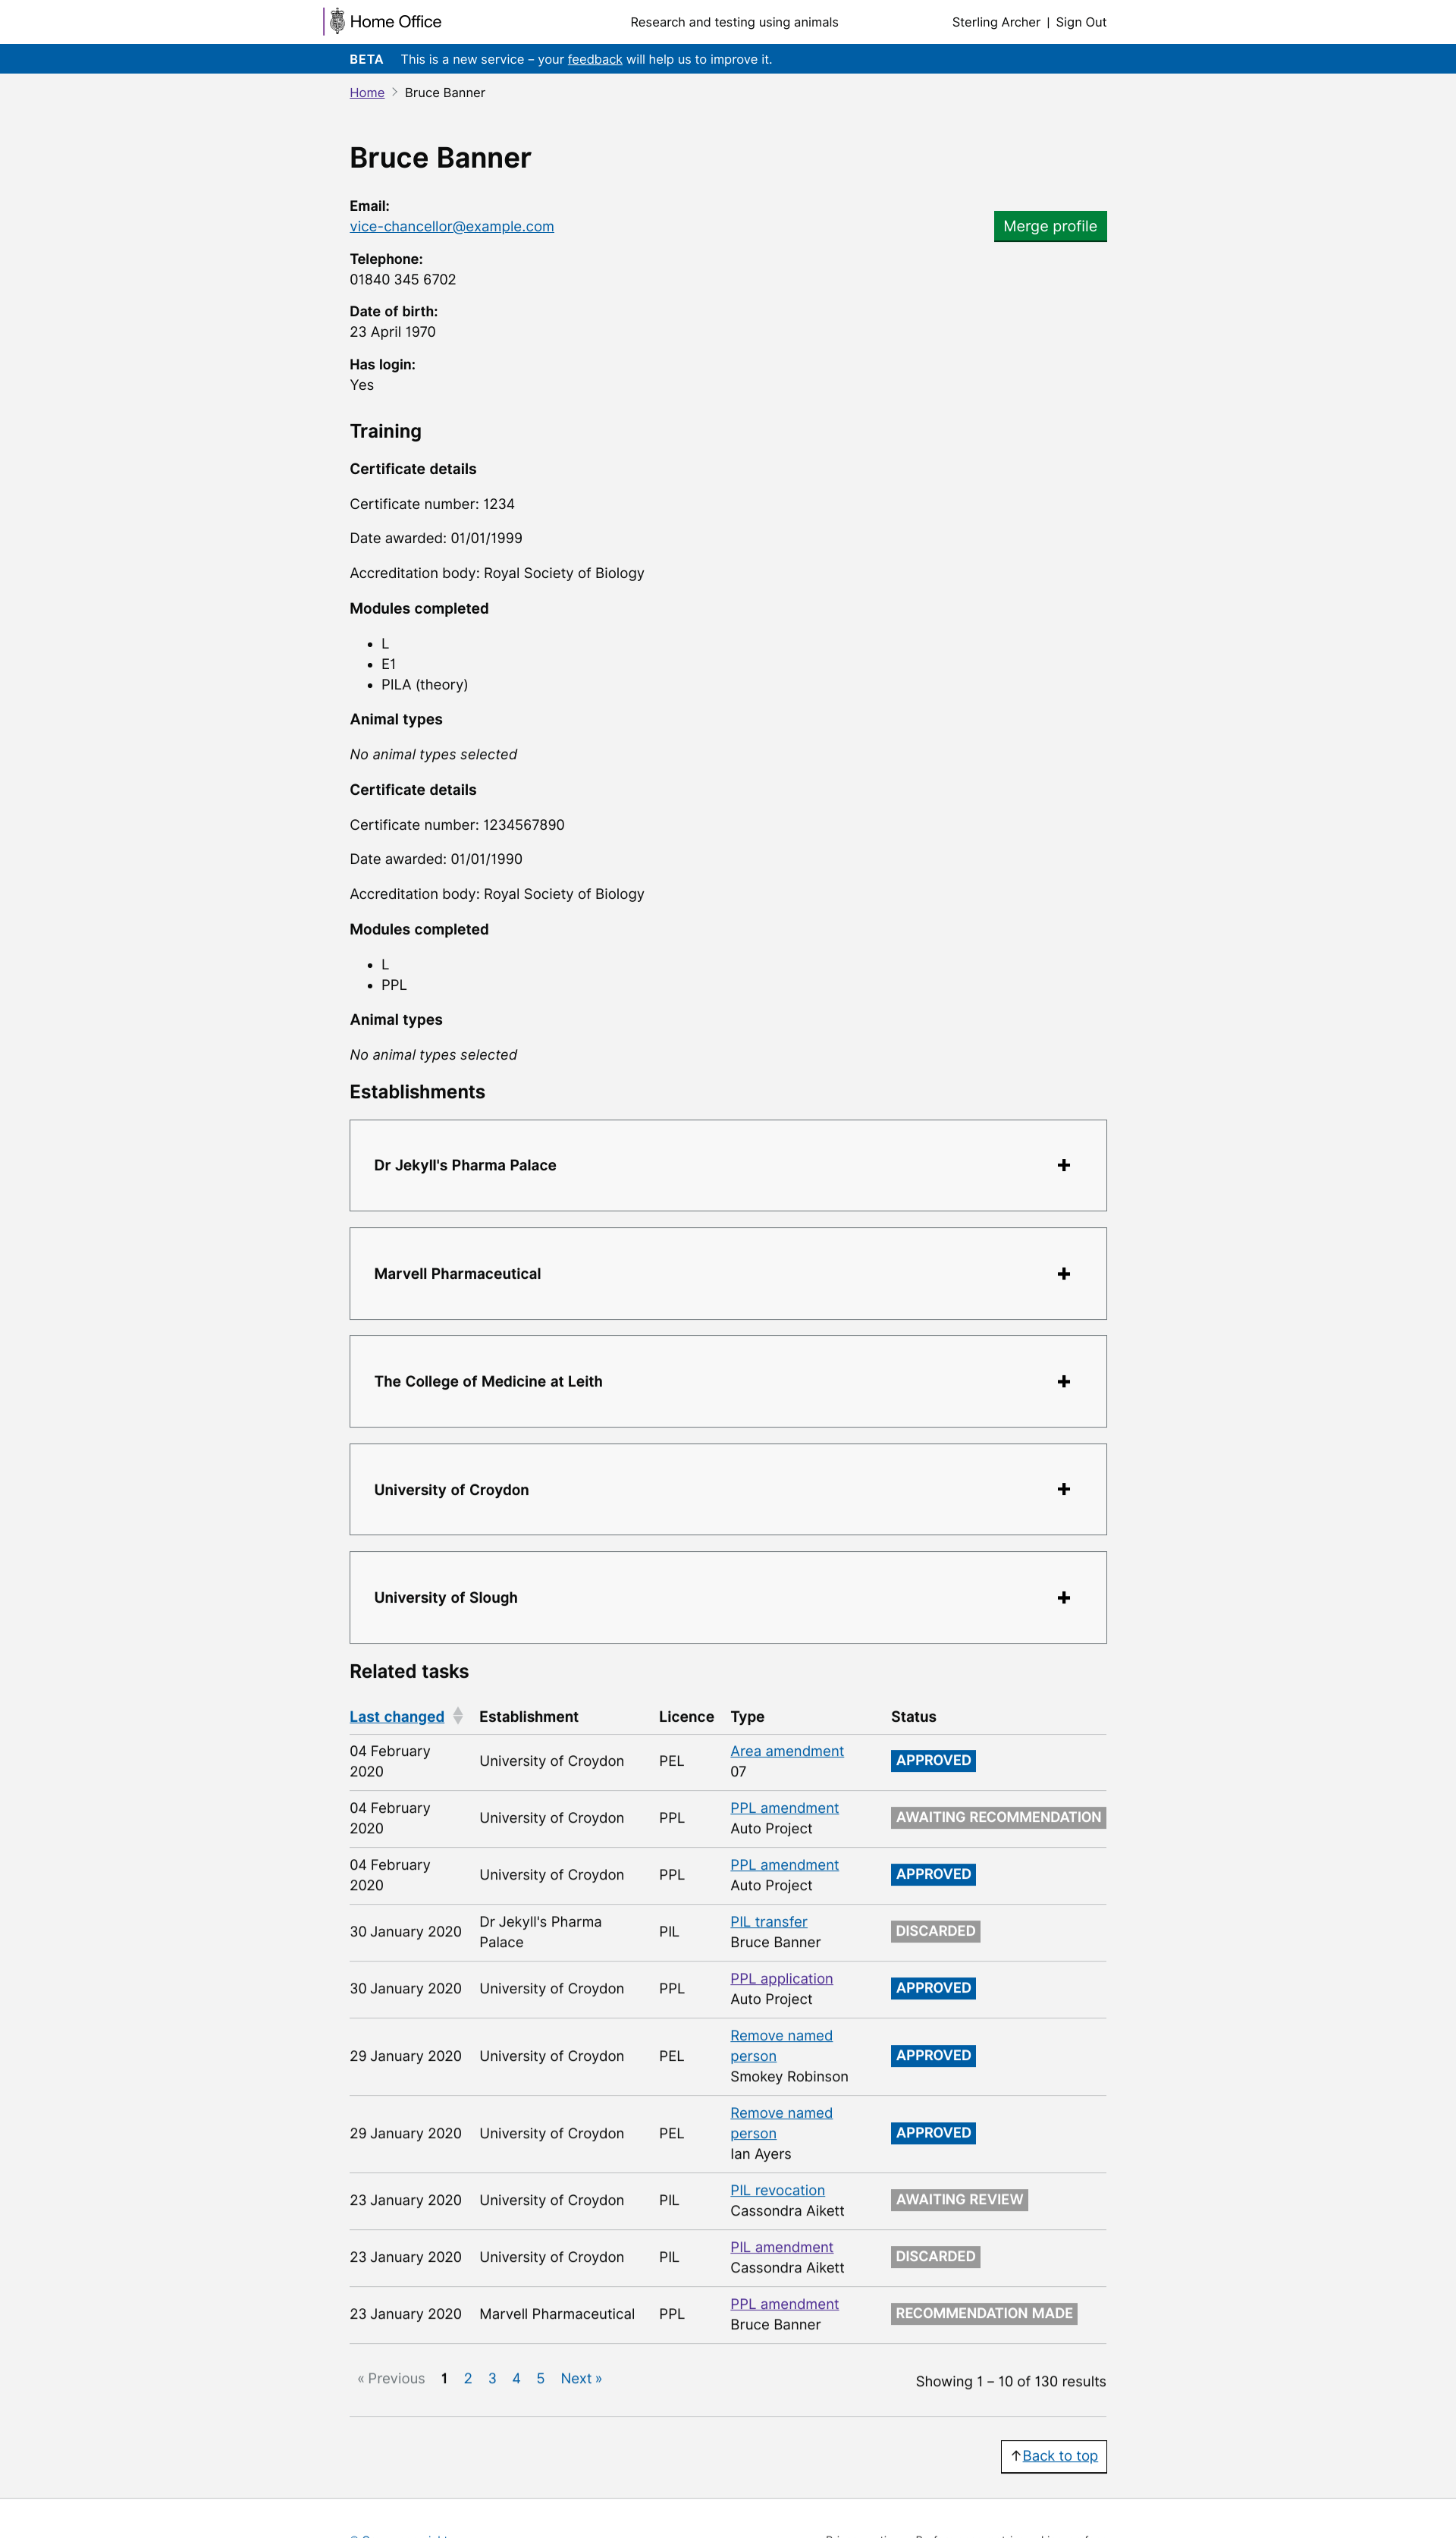 Home Office
Research and testing using animals
Sterling Archer | Sign Out
BETA This is a new service – your feedback will help us to improve it.
Home > Bruce Banner
Bruce Banner
Email:
vice-chancellor@example.com
Merge profile
Telephone:
01840 345 6702
Date of birth:
23 April 1970
Has login:
Yes
Training
Certificate details
Certificate number: 1234
Date awarded: 01/01/1999
Accreditation body: Royal Society of Biology
Modules completed
• L
• E1
• PILA (theory)
Animal types
No animal types selected
Certificate details
Certificate number: 1234567890
Date awarded: 01/01/1990
Accreditation body: Royal Society of Biology
Modules completed
• L
• PPL
Animal types
No animal types selected
Establishments
Dr Jekyll's Pharma Palace +
Marvell Pharmaceutical +
The College of Medicine at Leith +
University of Croydon +
University of Slough +
Related tasks
Last changed Establishment Licence Type Status
04 February 2020 University of Croydon PEL Area amendment 07 APPROVED
04 February 2020 University of Croydon PPL PPL amendment Auto Project AWAITING RECOMMENDATION
04 February 2020 University of Croydon PPL PPL amendment Auto Project APPROVED
30 January 2020 Dr Jekyll's Pharma Palace PIL PIL transfer Bruce Banner DISCARDED
30 January 2020 University of Croydon PPL PPL application Auto Project APPROVED
29 January 2020 University of Croydon PEL Remove named person Smokey Robinson APPROVED
29 January 2020 University of Croydon PEL Remove named person Ian Ayers APPROVED
23 January 2020 University of Croydon PIL PIL revocation Cassondra Aikett AWAITING REVIEW
23 January 2020 University of Croydon PIL PIL amendment Cassondra Aikett DISCARDED
23 January 2020 Marvell Pharmaceutical PPL PPL amendment Bruce Banner RECOMMENDATION MADE
« Previous 1 2 3 4 5 Next »
Showing 1 – 10 of 130 results
↑Back to top